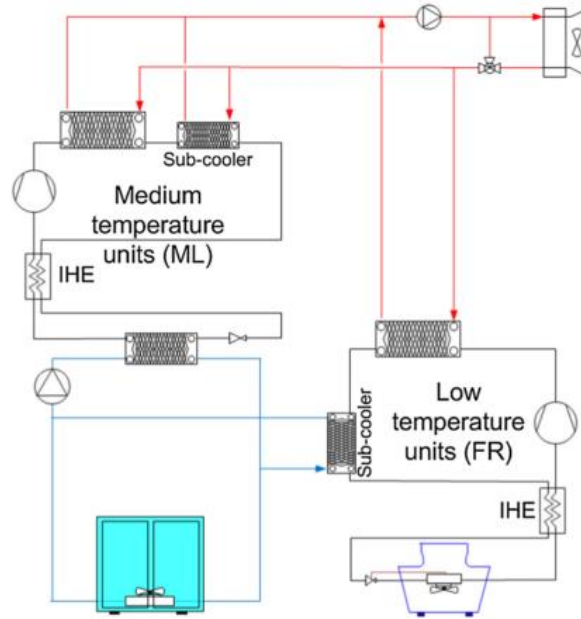 Sub-cooler
Medium
temperature
units (ML)
IHE
Sub-cooler
Low
temperature
units (FR)
IHE